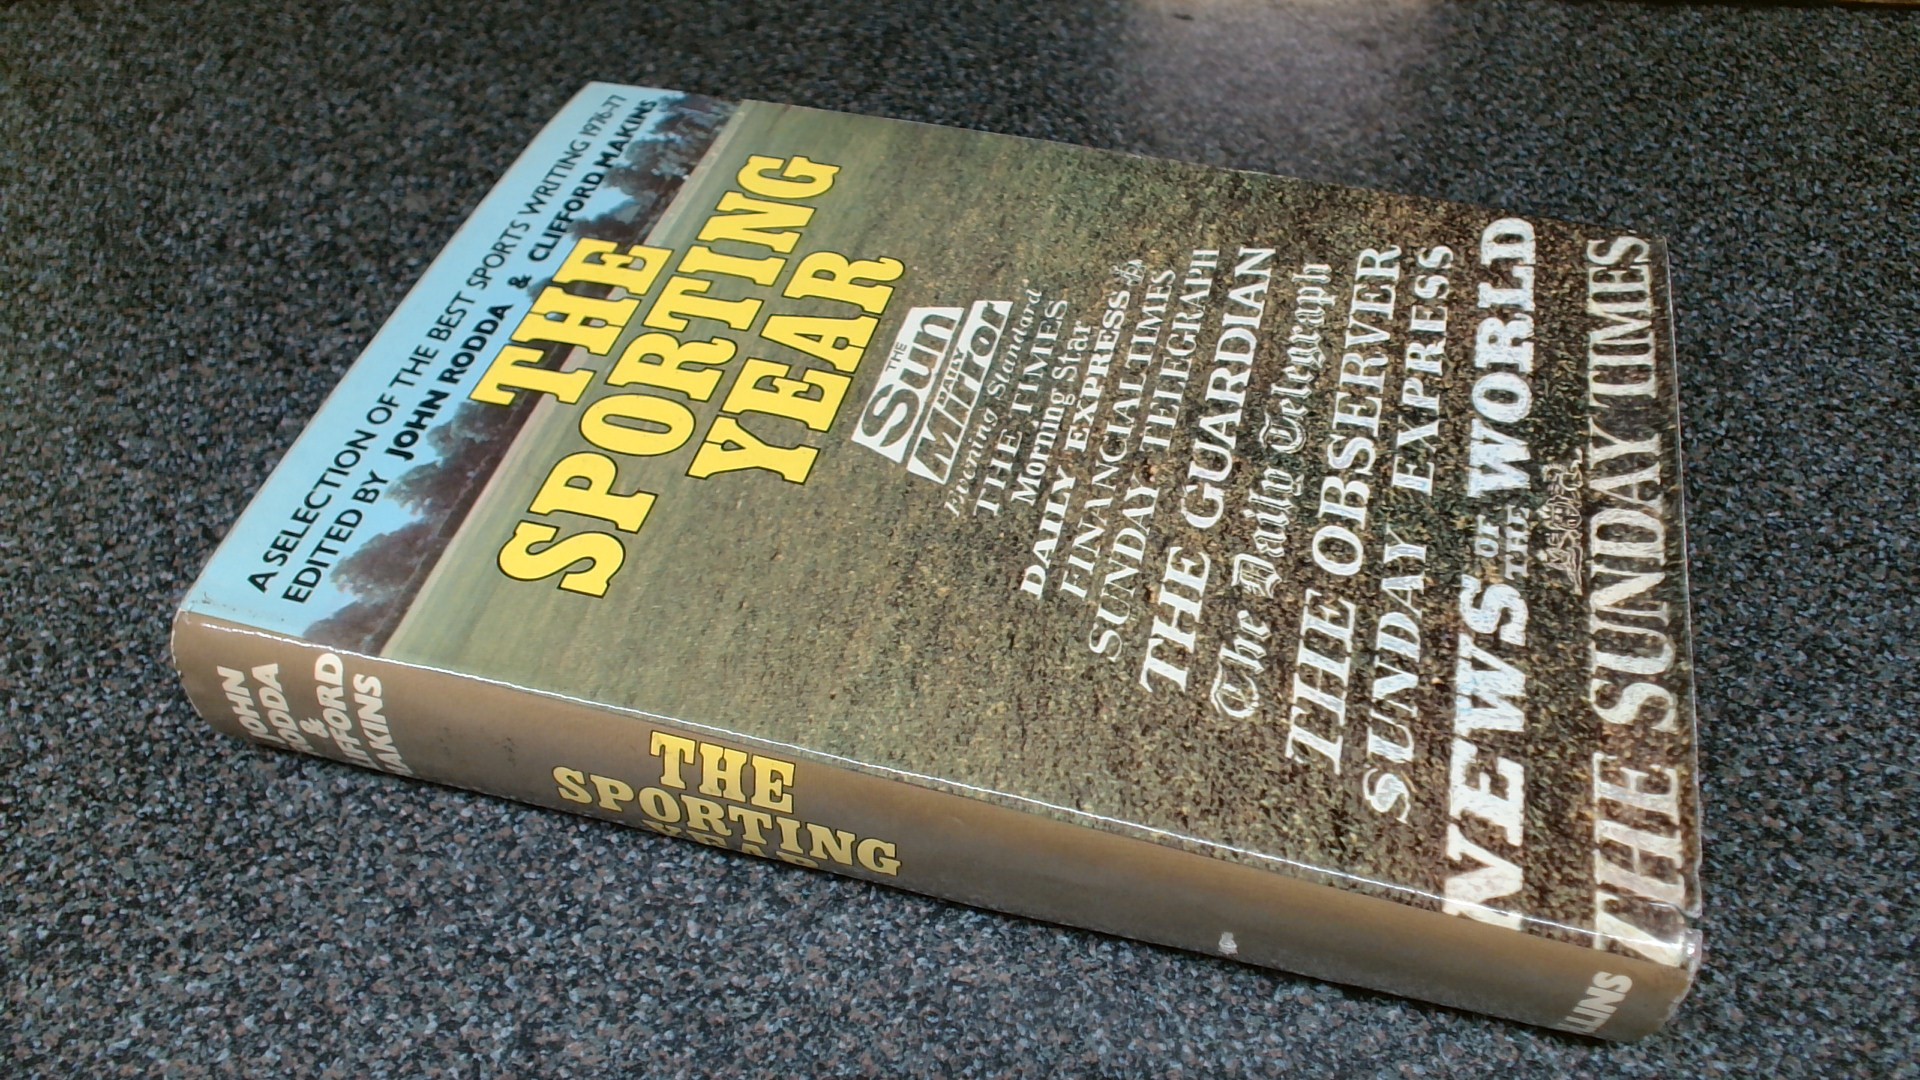 A SELECTION OF THE BEST SPORTS WRITING 1976-77
EDITED BY JOHN RODDA & CLIFFORD MAKINS
THE
SPORTING
YEAR
THE
Sun
DAILY
Mirror
Evening Standard
THE TIMES
Morning Star
DAILY EXPRESS
FINANCIAL TIMES
SUNDAY TELEGRAPH
THE GUARDIAN
The Daily Telegraph
THE OBSERVER
SUNDAY EXPRESS
NEWS OF THE WORLD
THE SUNDAY TIMES
JOHN
RODDA
&
CLIFFORD
MAKINS
THE
SPORTING
YEAR
LLINS